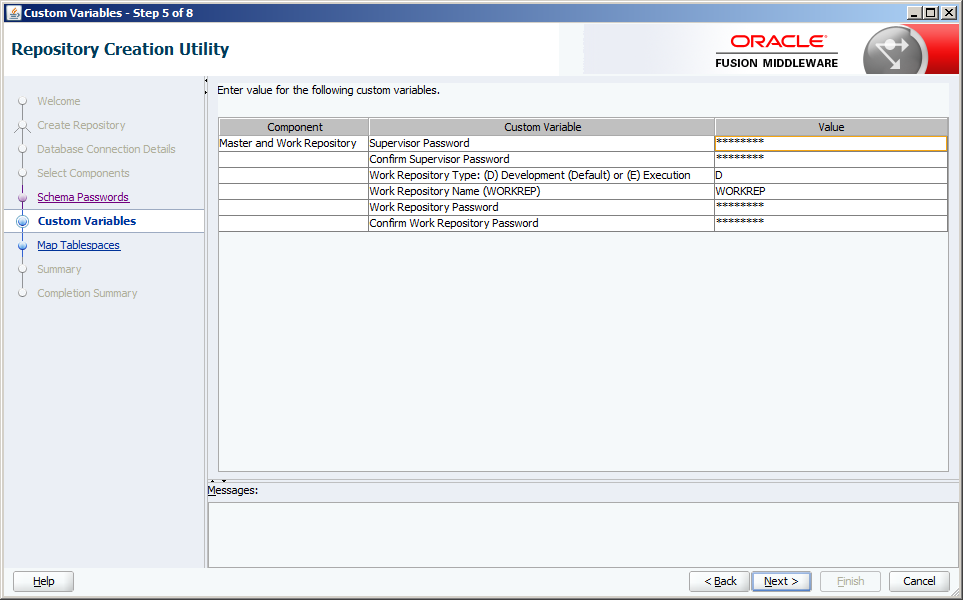 Custom Variables - Step 5 of 8
Repository Creation Utility
ORACLE
FUSION MIDDLEWARE
Welcome
Create Repository
Database Connection Details
Select Components
Schema Passwords
Custom Variables
Map Tablespaces
Summary
Completion Summary
Enter value for the following custom variables.
Component Custom Variable Value
Master and Work Repository Supervisor Password ********
Confirm Supervisor Password ********
Work Repository Type: (D) Development (Default) or (E) Execution D
Work Repository Name (WORKREP) WORKREP
Work Repository Password ********
Confirm Work Repository Password ********
Messages:
Help < Back Next > Finish Cancel